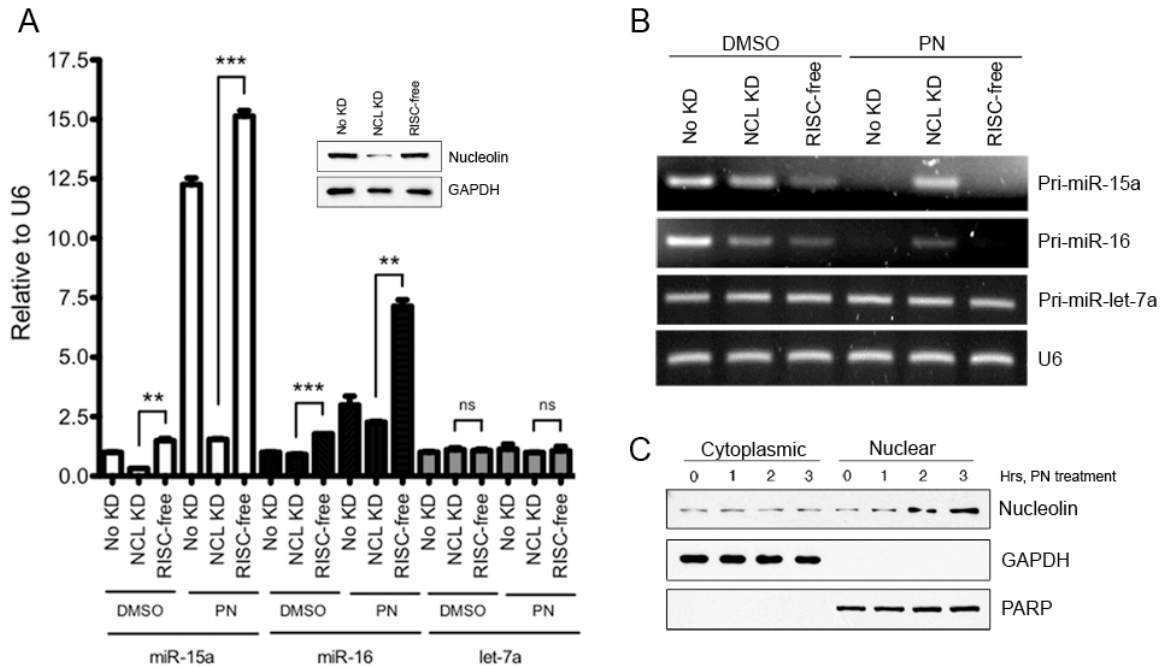 A
17.5
15.0
12.5
10.0
7.5
5.0
2.5
0.0
Relative to U6
**
***
***
**
ns
ns
No KD
NCL KD
RISC-free
Nucleolin
GAPDH
No KD
NCL KD
RISC-free
No KD
NCL KD
RISC-free
No KD
NCL KD
RISC-free
No KD
NCL KD
RISC-free
No KD
NCL KD
RISC-free
No KD
NCL KD
RISC-free
DMSO PN DMSO PN DMSO PN
miR-15a miR-16 let-7a
B
DMSO PN
No KD
NCL KD
RISC-free
No KD
NCL KD
RISC-free
Pri-miR-15a
Pri-miR-16
Pri-miR-let-7a
U6
C
Cytoplasmic Nuclear
0 1 2 3 0 1 2 3 Hrs, PN treatment
Nucleolin
GAPDH
PARP